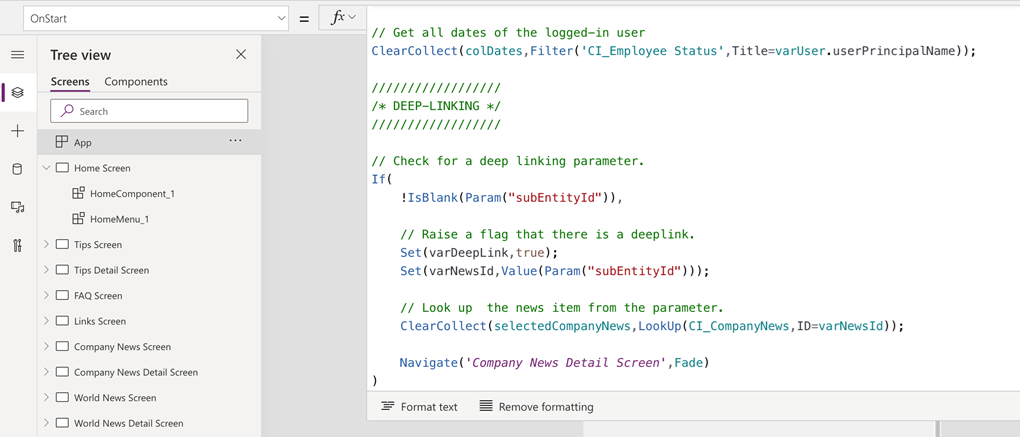 OnStart
=
fx
Tree view
Screens
Components
Search
App
...
Home Screen
HomeComponent_1
HomeMenu_1
Tips Screen
Tips Detail Screen
FAQ Screen
Links Screen
Company News Screen
Company News Detail Screen
World News Screen
World News Detail Screen
// Get all dates of the logged-in user
ClearCollect(colDates,Filter('CI_Employee Status',Title=varUser.userPrincipalName));
//////////////////
/* DEEP-LINKING */
//////////////////
// Check for a deep linking parameter.
If(
!IsBlank(Param("subEntityId")),
// Raise a flag that there is a deeplink.
Set(varDeepLink,true);
Set(varNewsId,Value(Param("subEntityId")));
// Look up  the news item from the parameter.
ClearCollect(selectedCompanyNews,LookUp(CI_CompanyNews,ID=varNewsId));
Navigate('Company News Detail Screen',Fade)
)
Format text
Remove formatting